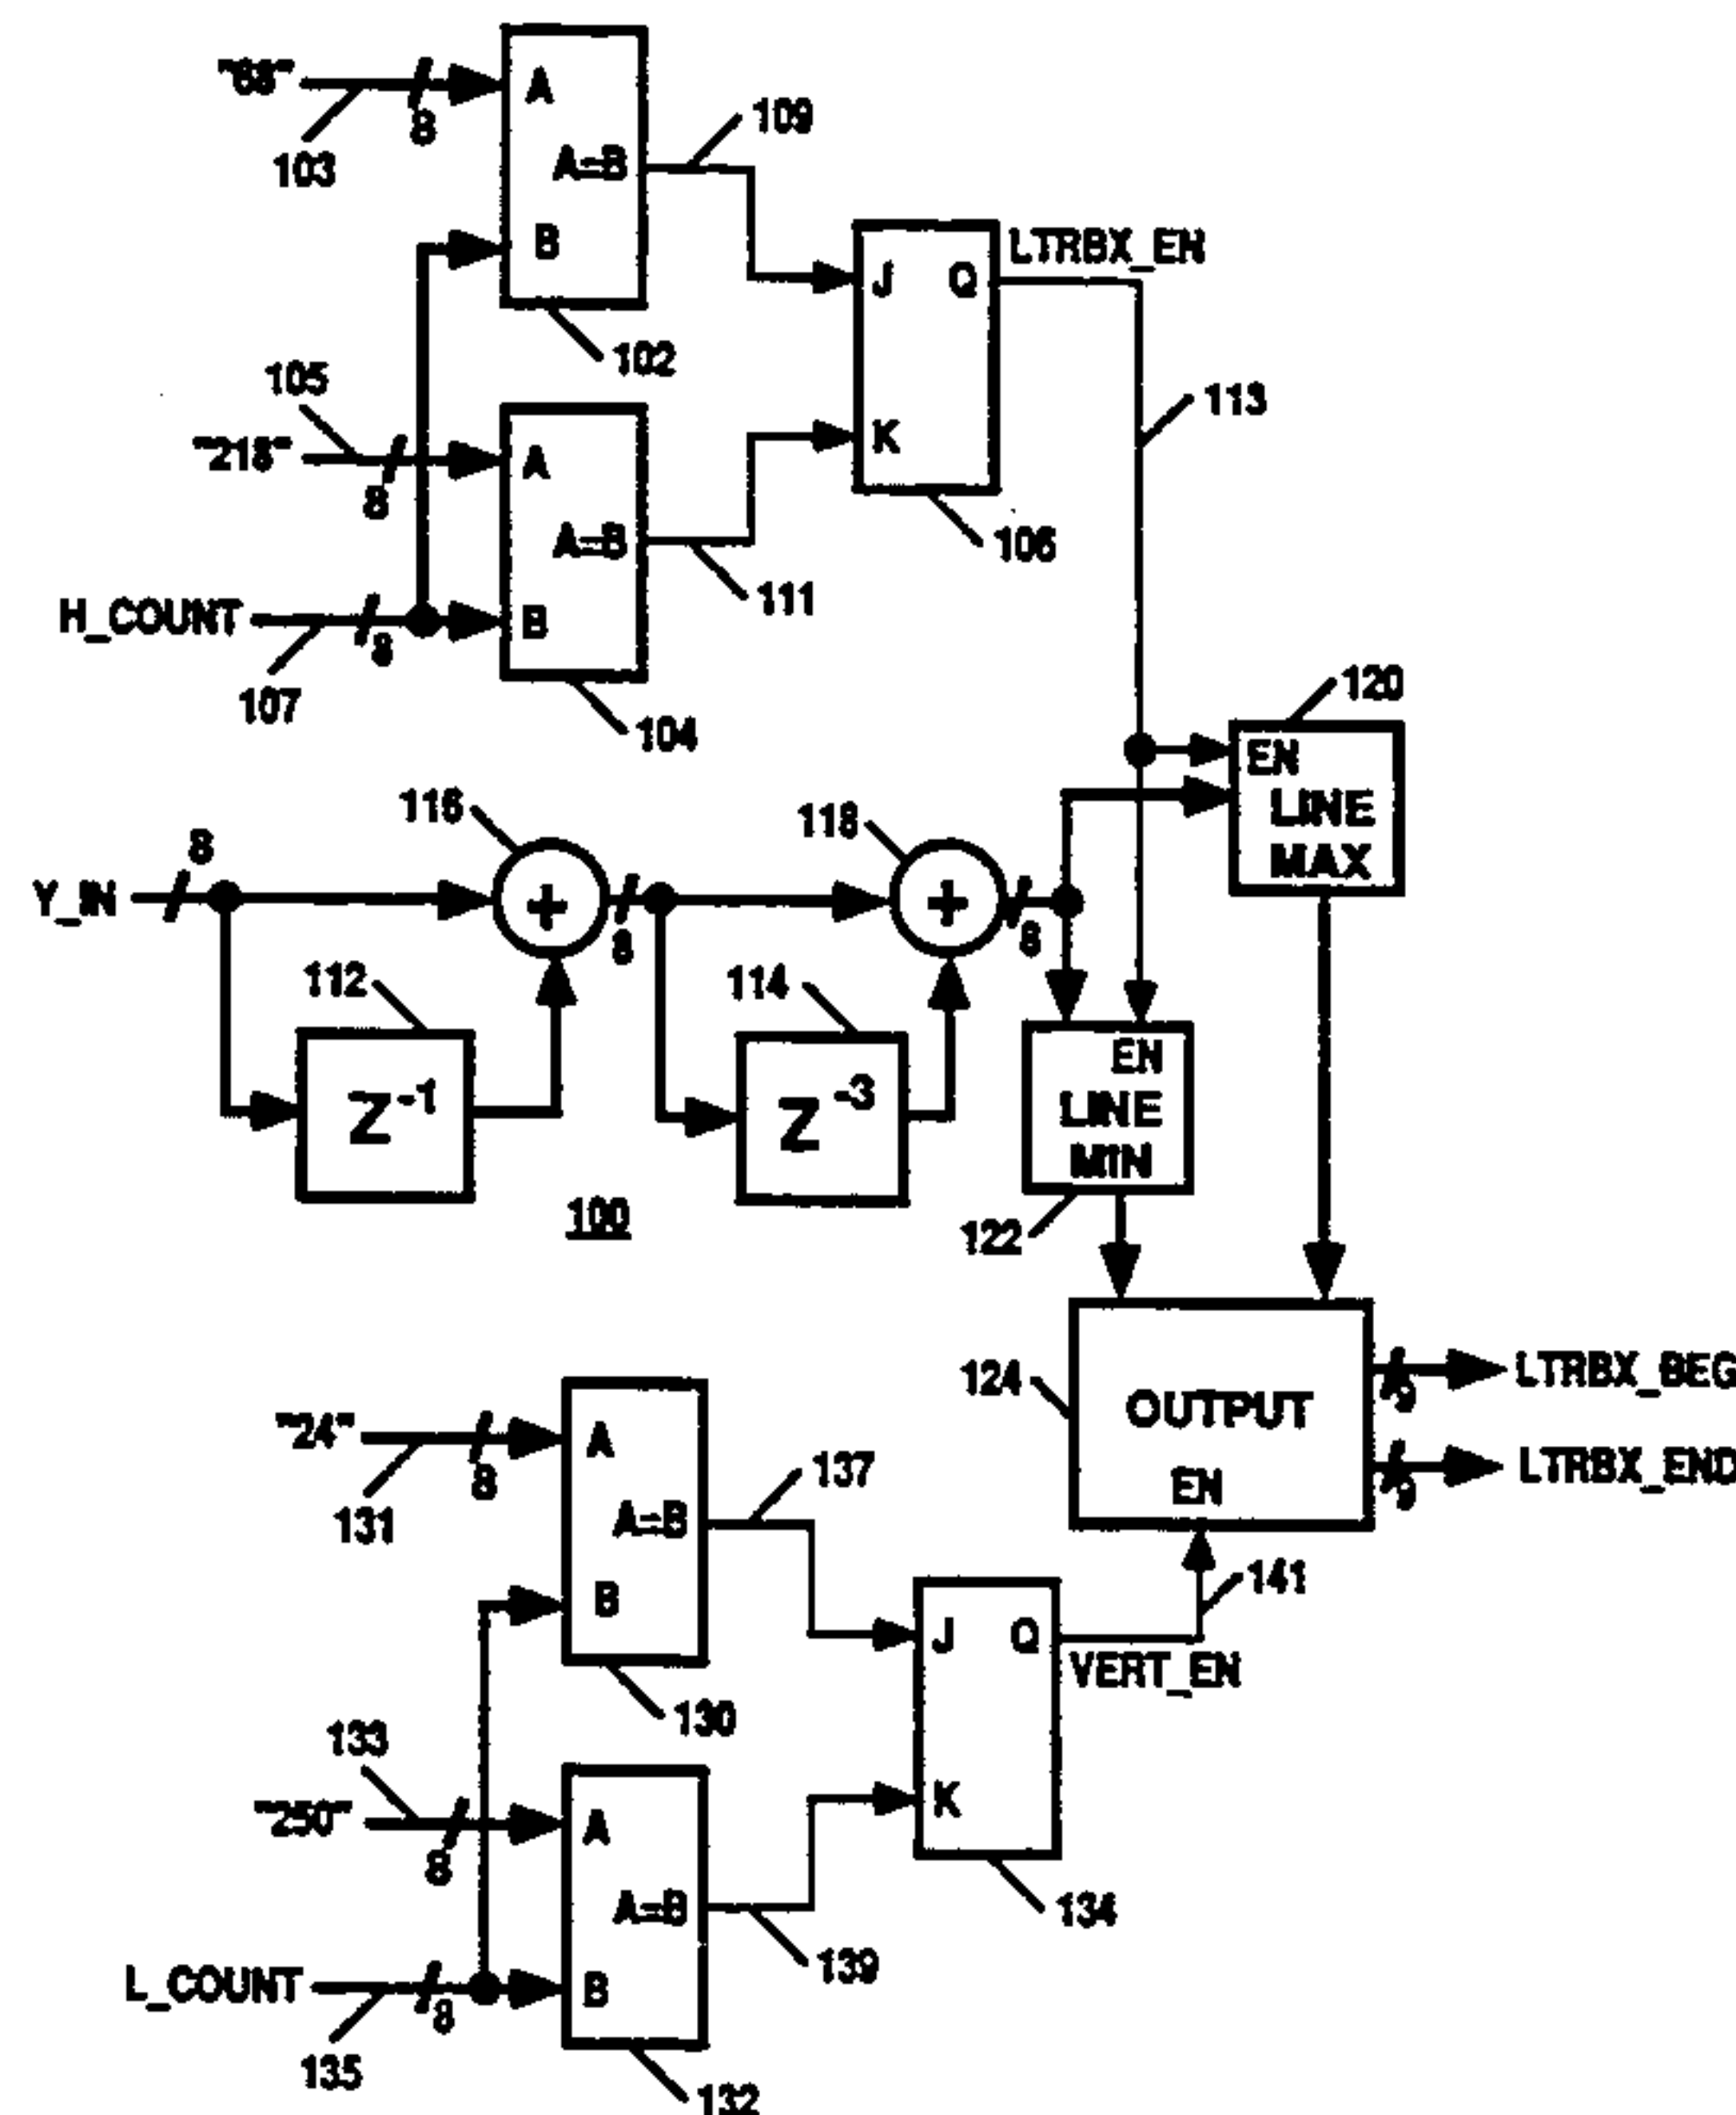 A
109
103
8
A=B
B
LTRBX_EN
J
Q
102
105
113
"218"
A
K
8
A=B
106
111
H_COUNT
B
8
107
104
120
EN
LINE
MAX
116
118
8
Y_IN
+
+
8
8
112
114
Z-1
Z-3
EN
LINE
MIN
100
122
124
OUTPUT
EN
LTRBX_BEG
9
LTRBX_END
9
"24"
A
137
8
131
A=B
B
141
J
Q
VERT_EN
130
133
"250"
A
K
8
A=B
134
139
L_COUNT
B
8
135
132